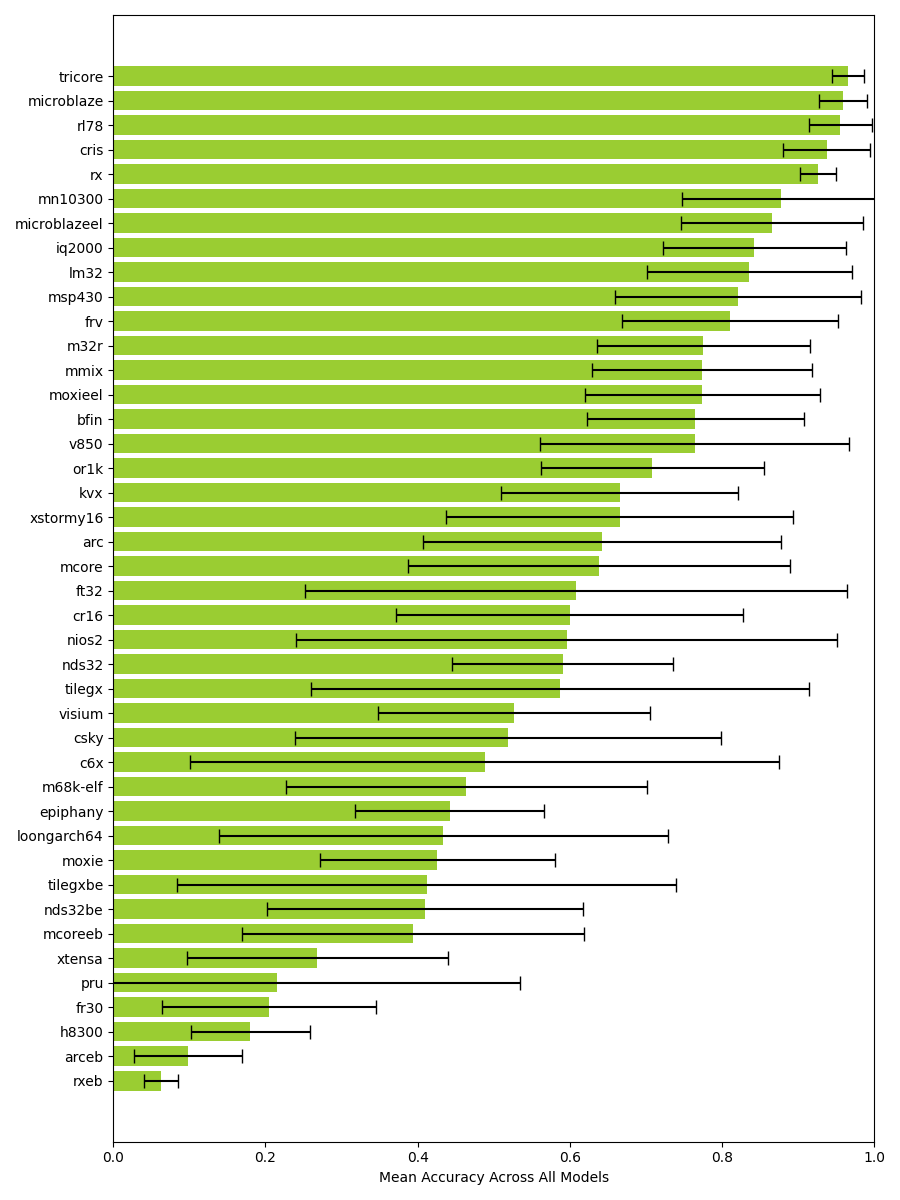 tricore
microblaze
rl78
cris
rx
mn10300
microblazeel
iq2000
lm32
msp430
frv
m32r
mmix
moxieel
bfin
v850
or1k
kvx
xstormy16
arc
mcore
ft32
cr16
nios2
nds32
tilegx
visium
csky
c6x
m68k-elf
epiphany
loongarch64
moxie
tilegxbe
nds32be
mcoreeb
xtensa
pru
fr30
h8300
arceb
rxeb
0.0 0.2 0.4 0.6 0.8 1.0
Mean Accuracy Across All Models